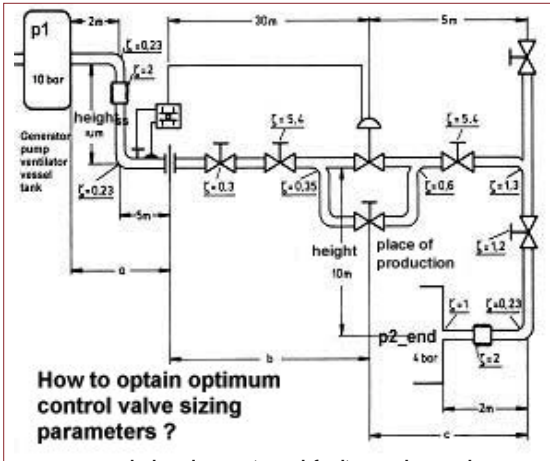 p1
10 bar
Generator
pump
ventilator
vessel
tank
2m
30m
5m
ζ=0,23
ζ=2
height
ζ=0,23
5m
a
ζ=0,3
ζ=5,4
ζ=0,35
ζ=5,4
ζ=0,6
ζ=1,3
height
10m
place of
production
ζ=1,2
b
p2_end
4 bar
ζ=1
ζ=0,23
ζ=2
2m
c
How to optain optimum
control valve sizing
parameters ?